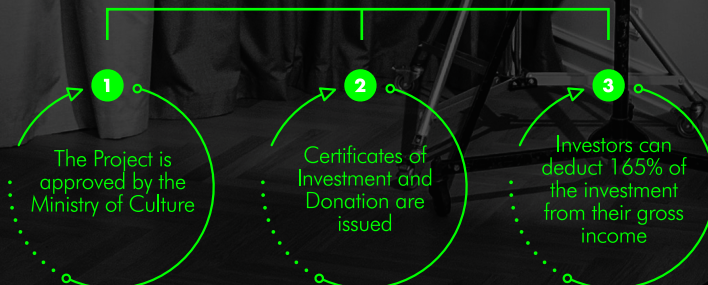 1
The Project is
approved by the
Ministry of Culture
2
Certificates of
Investment and
Donation are
issued
3
Investors can
deduct 165% of
the investment
from their gross
income